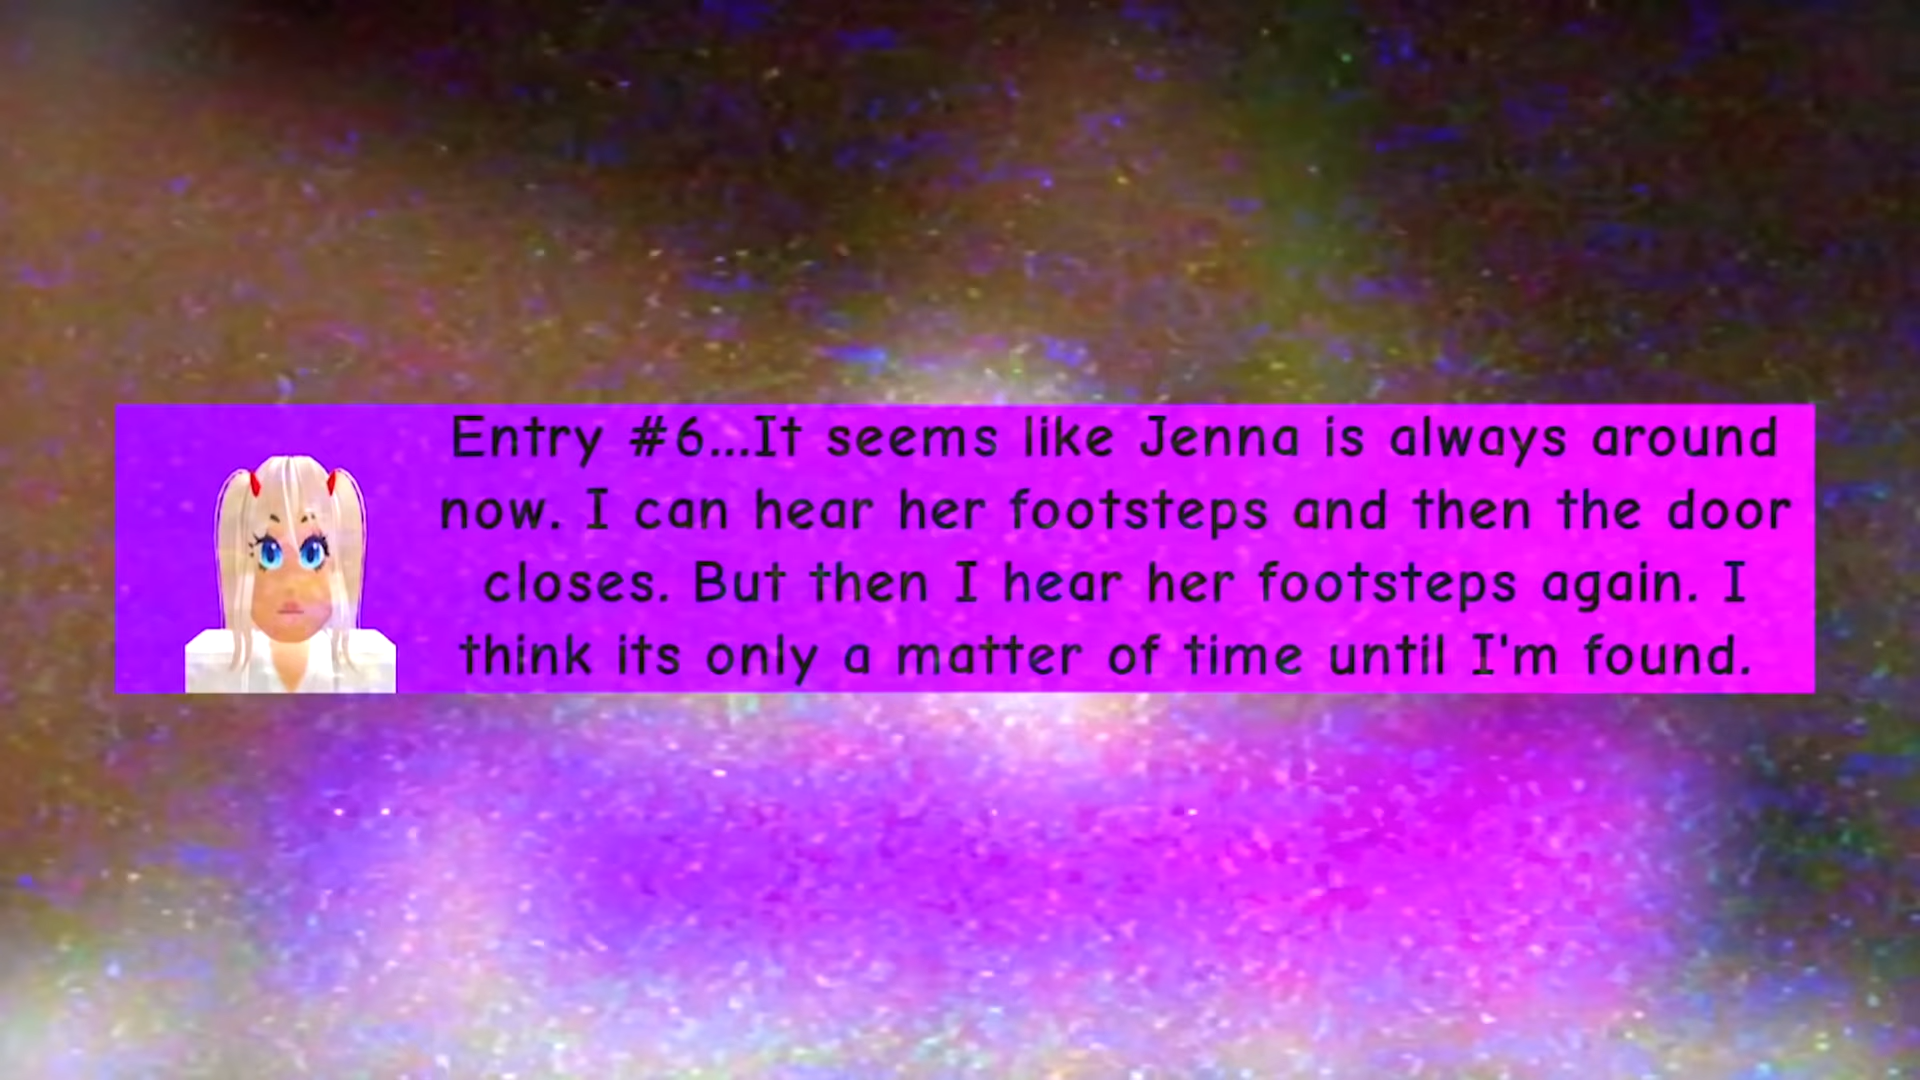 Entry #6...It seems like Jenna is always around
now. I can hear her footsteps and then the door
closes. But then I hear her footsteps again. I
think its only a matter of time until I'm found.